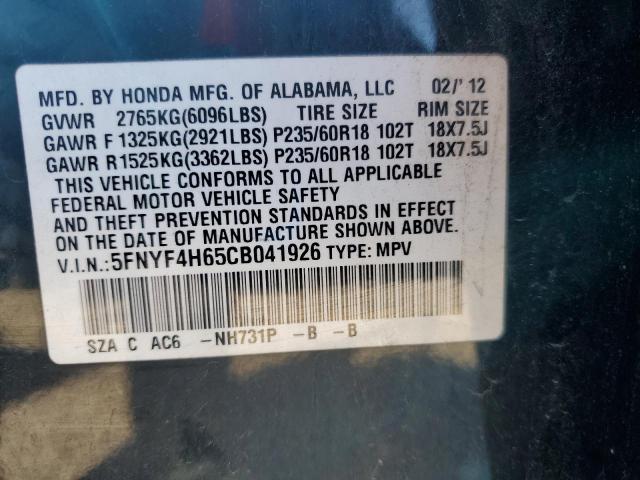 MFD. BY HONDA MFG. OF ALABAMA, LLC 02/'12
GVWR 2765KG(6096LBS) TIRE SIZE RIM SIZE
GAWR F 1325KG(2921LBS) P235/60R18 102T 18X7.5J
GAWR R1525KG(3362LBS) P235/60R18 102T 18X7.5J
THIS VEHICLE CONFORMS TO ALL APPLICABLE
FEDERAL MOTOR VEHICLE SAFETY
AND THEFT PREVENTION STANDARDS IN EFFECT
ON THE DATE OF MANUFACTURE SHOWN ABOVE.
V.I.N.:5FNYF4H65CB041926 TYPE: MPV
SZA C AC6 -NH731P -B -B